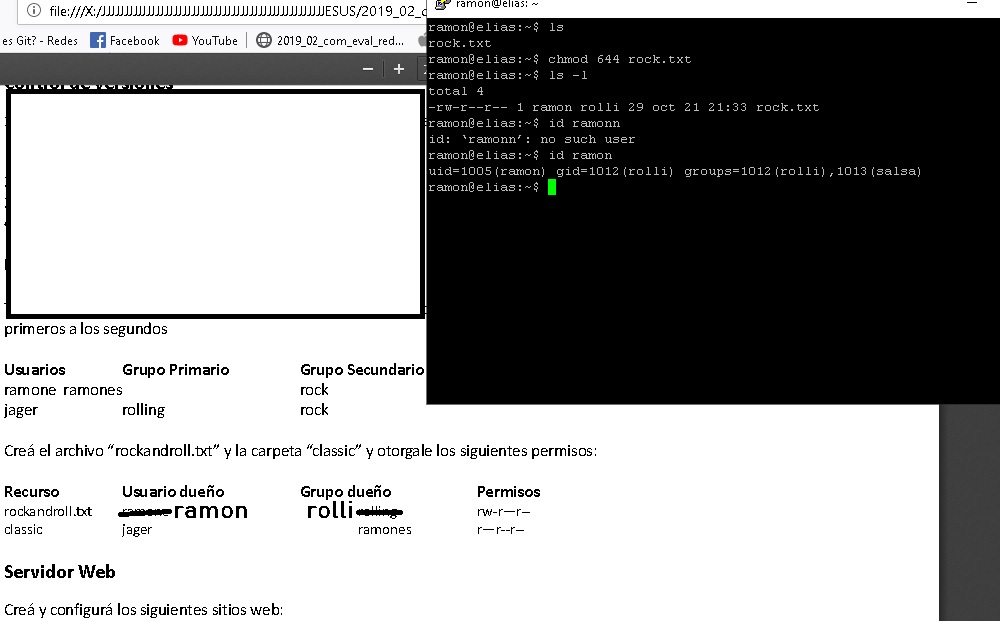 file:///X:/JJJJJJJJJJJJJJJJJJJJJJJJJJJJJJJJJJJJJJJJJJJJJJESUS/2019_02_c
es Git? - Redes Facebook YouTube 2019_02_com_eval_red...
control de versiones
primeros a los segundos
Usuarios Grupo Primario Grupo Secundario
ramone ramones rock
jager rolling rock
Creá el archivo “rockandroll.txt” y la carpeta “classic” y otorgale los siguientes permisos:
Recurso Usuario dueño Grupo dueño Permisos
rockandroll.txt ramon rolli rw-r—r–
classic jager ramones r—r--r–
Servidor Web
Creá y configurá los siguientes sitios web:
ramon@elias: ~
ramon@elias:~$ ls
rock.txt
ramon@elias:~$ chmod 644 rock.txt
ramon@elias:~$ ls -l
total 4
-rw-r--r-- 1 ramon rolli 29 oct 21 21:33 rock.txt
ramon@elias:~$ id ramonn
id: ‘ramonn’: no such user
ramon@elias:~$ id ramon
uid=1005(ramon) gid=1012(rolli) groups=1012(rolli),1013(salsa)
ramon@elias:~$